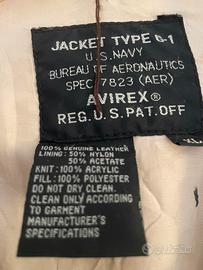 JACKET TYPE G-1
U.S. NAVY
BUREAU OF AERONAUTICS
SPEC. 7823 (AER)
AVIREX®
REG. U.S. PAT. OFF
XL
100% GENUINE LEATHER
LINING: 50% NYLON
50% ACETATE
KNIT: 100% ACRYLIC
FILL: 100% POLYESTER
DO NOT DRY CLEAN.
CLEAN ONLY ACCORDING
TO GARMENT
MANUFACTURER'S
SPECIFICATIONS
subito